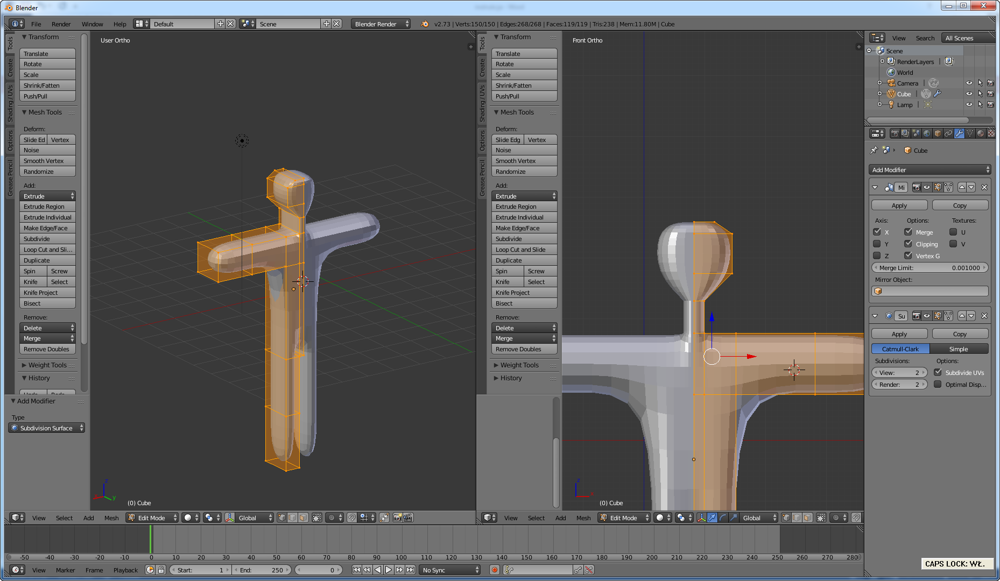 Blender
File Render Window Help Default Scene Blender Render v2.73 | Verts:150/150 | Edges:268/268 | Faces:119/119 | Tris:238 | Mem:11.80M | Cube
Tools
Create
Shading / UVs
Options
Grease Pencil
Transform
Translate
Rotate
Scale
Shrink/Fatten
Push/Pull
Mesh Tools
Deform:
Slide Ed Vertex
Noise
Smooth Vertex
Randomize
Add:
Extrude
Extrude Region
Extrude Individual
Make Edge/Face
Subdivide
Loop Cut and Sli...
Duplicate
Spin Screw
Knife Select
Knife Project
Bisect
Remove:
Delete
Merge
Remove Doubles
Weight Tools
History
Undo Redo
Add Modifier
Type
Subdivision Surface
User Ortho
z
y
(0) Cube
View Select Add Mesh Edit Mode Global
Tools
Create
Shading / UVs
Options
Grease Pencil
Transform
Translate
Rotate
Scale
Shrink/Fatten
Push/Pull
Mesh Tools
Deform:
Slide Edg Vertex
Noise
Smooth Vertex
Randomize
Add:
Extrude
Extrude Region
Extrude Individual
Make Edge/Face
Subdivide
Loop Cut and Slide
Duplicate
Spin Screw
Knife Select
Knife Project
Bisect
Remove:
Delete
Merge
Remove Doubles
Weight Tools
History
Front Ortho
z
x
(0) Cube
View Select Add Mesh Edit Mode Global
View Search All Scenes
Scene
RenderLayers
World
Camera
Cube
Lamp
Cube
Add Modifier
Mi
Apply Copy
Axis: Options: Textures:
X Merge U
Y Clipping V
Z Vertex G
Merge Limit: 0.001000
Mirror Object:
Su
Apply Copy
Catmull-Clark Simple
Subdivisions: Options:
View: 2 Subdivide UVs
Render: 2 Optimal Disp...
-50 -40 -30 -20 -10 0 10 20 30 40 50 60 70 80 90 100 110 120 130 140 150 160 170 180 190 200 210 220 230 240 250 260 270 280
View Marker Frame Playback Start: 1 End: 250 0 No Sync
CAPS LOCK: WŁ.